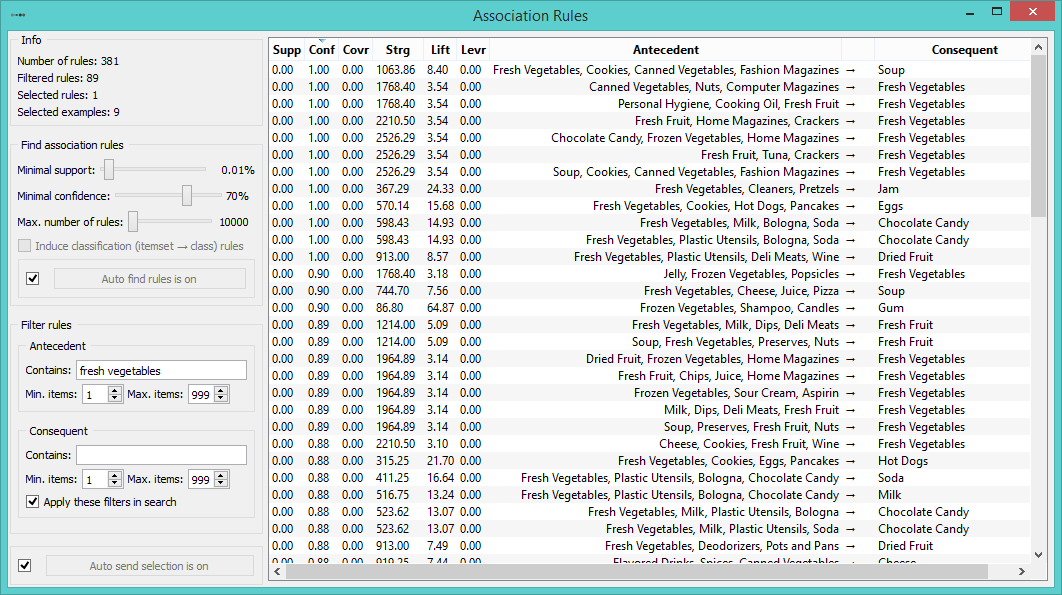 Association Rules
Info
Number of rules: 381
Filtered rules: 89
Selected rules: 1
Selected examples: 9
Find association rules
Minimal support: 0.01%
Minimal confidence: 70%
Max. number of rules: 10000
Induce classification (itemset → class) rules
Auto find rules is on
Filter rules
Antecedent
Contains: fresh vegetables
Min. items: 1 Max. items: 999
Consequent
Contains:
Min. items: 1 Max. items: 999
Apply these filters in search
Auto send selection is on
Supp Conf Covr Strg Lift Levr Antecedent Consequent
0.00 1.00 0.00 1063.86 8.40 0.00 Fresh Vegetables, Cookies, Canned Vegetables, Fashion Magazines → Soup
0.00 1.00 0.00 1768.40 3.54 0.00 Canned Vegetables, Nuts, Computer Magazines → Fresh Vegetables
0.00 1.00 0.00 1768.40 3.54 0.00 Personal Hygiene, Cooking Oil, Fresh Fruit → Fresh Vegetables
0.00 1.00 0.00 2210.50 3.54 0.00 Fresh Fruit, Home Magazines, Crackers → Fresh Vegetables
0.00 1.00 0.00 2526.29 3.54 0.00 Chocolate Candy, Frozen Vegetables, Home Magazines → Fresh Vegetables
0.00 1.00 0.00 2526.29 3.54 0.00 Fresh Fruit, Tuna, Crackers → Fresh Vegetables
0.00 1.00 0.00 2526.29 3.54 0.00 Soup, Cookies, Canned Vegetables, Fashion Magazines → Fresh Vegetables
0.00 1.00 0.00 367.29 24.33 0.00 Fresh Vegetables, Cleaners, Pretzels → Jam
0.00 1.00 0.00 570.14 15.68 0.00 Fresh Vegetables, Cookies, Hot Dogs, Pancakes → Eggs
0.00 1.00 0.00 598.43 14.93 0.00 Fresh Vegetables, Milk, Bologna, Soda → Chocolate Candy
0.00 1.00 0.00 598.43 14.93 0.00 Fresh Vegetables, Plastic Utensils, Bologna, Soda → Chocolate Candy
0.00 1.00 0.00 913.00 8.57 0.00 Fresh Vegetables, Plastic Utensils, Deli Meats, Wine → Dried Fruit
0.00 0.90 0.00 1768.40 3.18 0.00 Jelly, Frozen Vegetables, Popsicles → Fresh Vegetables
0.00 0.90 0.00 744.70 7.56 0.00 Fresh Vegetables, Cheese, Juice, Pizza → Soup
0.00 0.90 0.00 86.80 64.87 0.00 Frozen Vegetables, Shampoo, Candles → Gum
0.00 0.89 0.00 1214.00 5.09 0.00 Fresh Vegetables, Milk, Dips, Deli Meats → Fresh Fruit
0.00 0.89 0.00 1214.00 5.09 0.00 Soup, Fresh Vegetables, Preserves, Nuts → Fresh Fruit
0.00 0.89 0.00 1964.89 3.14 0.00 Dried Fruit, Frozen Vegetables, Home Magazines → Fresh Vegetables
0.00 0.89 0.00 1964.89 3.14 0.00 Fresh Fruit, Chips, Juice, Home Magazines → Fresh Vegetables
0.00 0.89 0.00 1964.89 3.14 0.00 Frozen Vegetables, Sour Cream, Aspirin → Fresh Vegetables
0.00 0.89 0.00 1964.89 3.14 0.00 Milk, Dips, Deli Meats, Fresh Fruit → Fresh Vegetables
0.00 0.89 0.00 1964.89 3.14 0.00 Soup, Preserves, Fresh Fruit, Nuts → Fresh Vegetables
0.00 0.88 0.00 2210.50 3.10 0.00 Cheese, Cookies, Fresh Fruit, Wine → Fresh Vegetables
0.00 0.88 0.00 315.25 21.70 0.00 Fresh Vegetables, Cookies, Eggs, Pancakes → Hot Dogs
0.00 0.88 0.00 411.25 16.64 0.00 Fresh Vegetables, Plastic Utensils, Bologna, Chocolate Candy → Soda
0.00 0.88 0.00 516.75 13.24 0.00 Fresh Vegetables, Plastic Utensils, Bologna, Chocolate Candy → Milk
0.00 0.88 0.00 523.62 13.07 0.00 Fresh Vegetables, Milk, Plastic Utensils, Bologna → Chocolate Candy
0.00 0.88 0.00 523.62 13.07 0.00 Fresh Vegetables, Milk, Plastic Utensils, Soda → Chocolate Candy
0.00 0.88 0.00 913.00 7.49 0.00 Fresh Vegetables, Deodorizers, Pots and Pans → Dried Fruit
0.00 0.88 0.00 919.25 7.44 0.00 Flavored Drinks, Spices, Canned Vegetables → Cheese